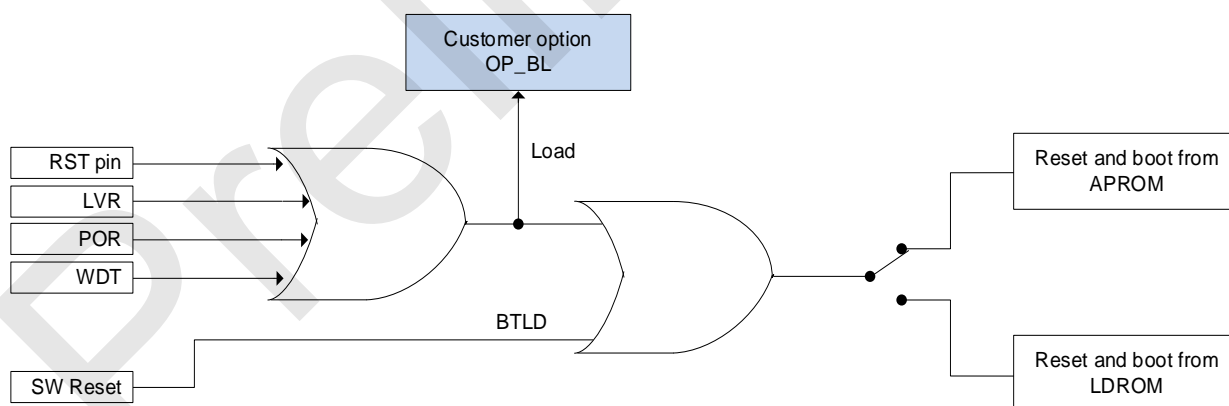 Customer option
OP_BL
Load
RST pin
LVR
POR
WDT
BTLD
SW Reset
Reset and boot from
APROM
Reset and boot from
LDROM